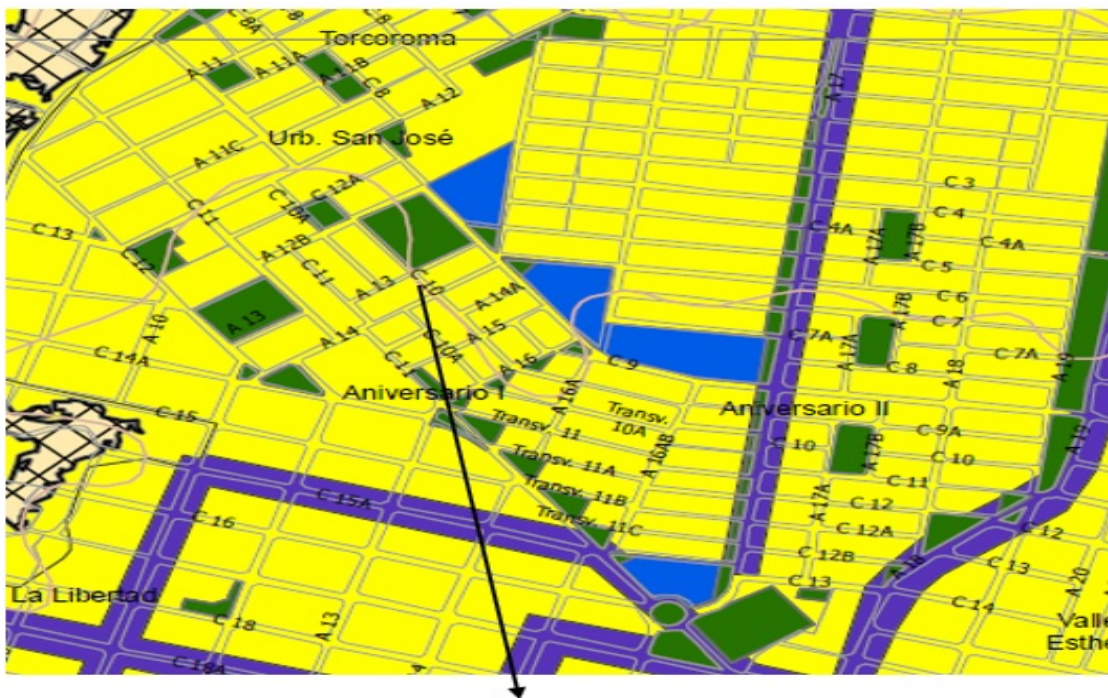 C 8
C 8
C 8A
Torcoroma
A 11
A 11A
A 11B
C 8
A 12
A 17
Urb. San José
A 11C
C 3
C 12A
C 10A
C 11
C 4
C 13
C 4A
A 17A
A 17B
C 4A
C 12
A 12B
C 11
A 13
C 10
C 5
A 14A
C 6
A 17B
A 13
A 10
A 14
A 15
C 7
C 7A
A 17A
C 7A
C 14A
C 10A
C 11
A 16
C 9
C 8
A 18
A 19
Aniversario I
A 16A
Aniversario II
C 15
Transv. 11
Transv. 10A
C 9A
A 19
C 10
A 17B
C 10
Transv. 11A
A 16AB
C 11
C 15A
Transv. 11B
A 17A
C 12
C 16
Transv. 11C
C 12A
C 12
C 12B
A 18
C 13
C 13
A 20
La Libertad
C 14
C 18
A 13
Valle
Esthe
C 18A
4